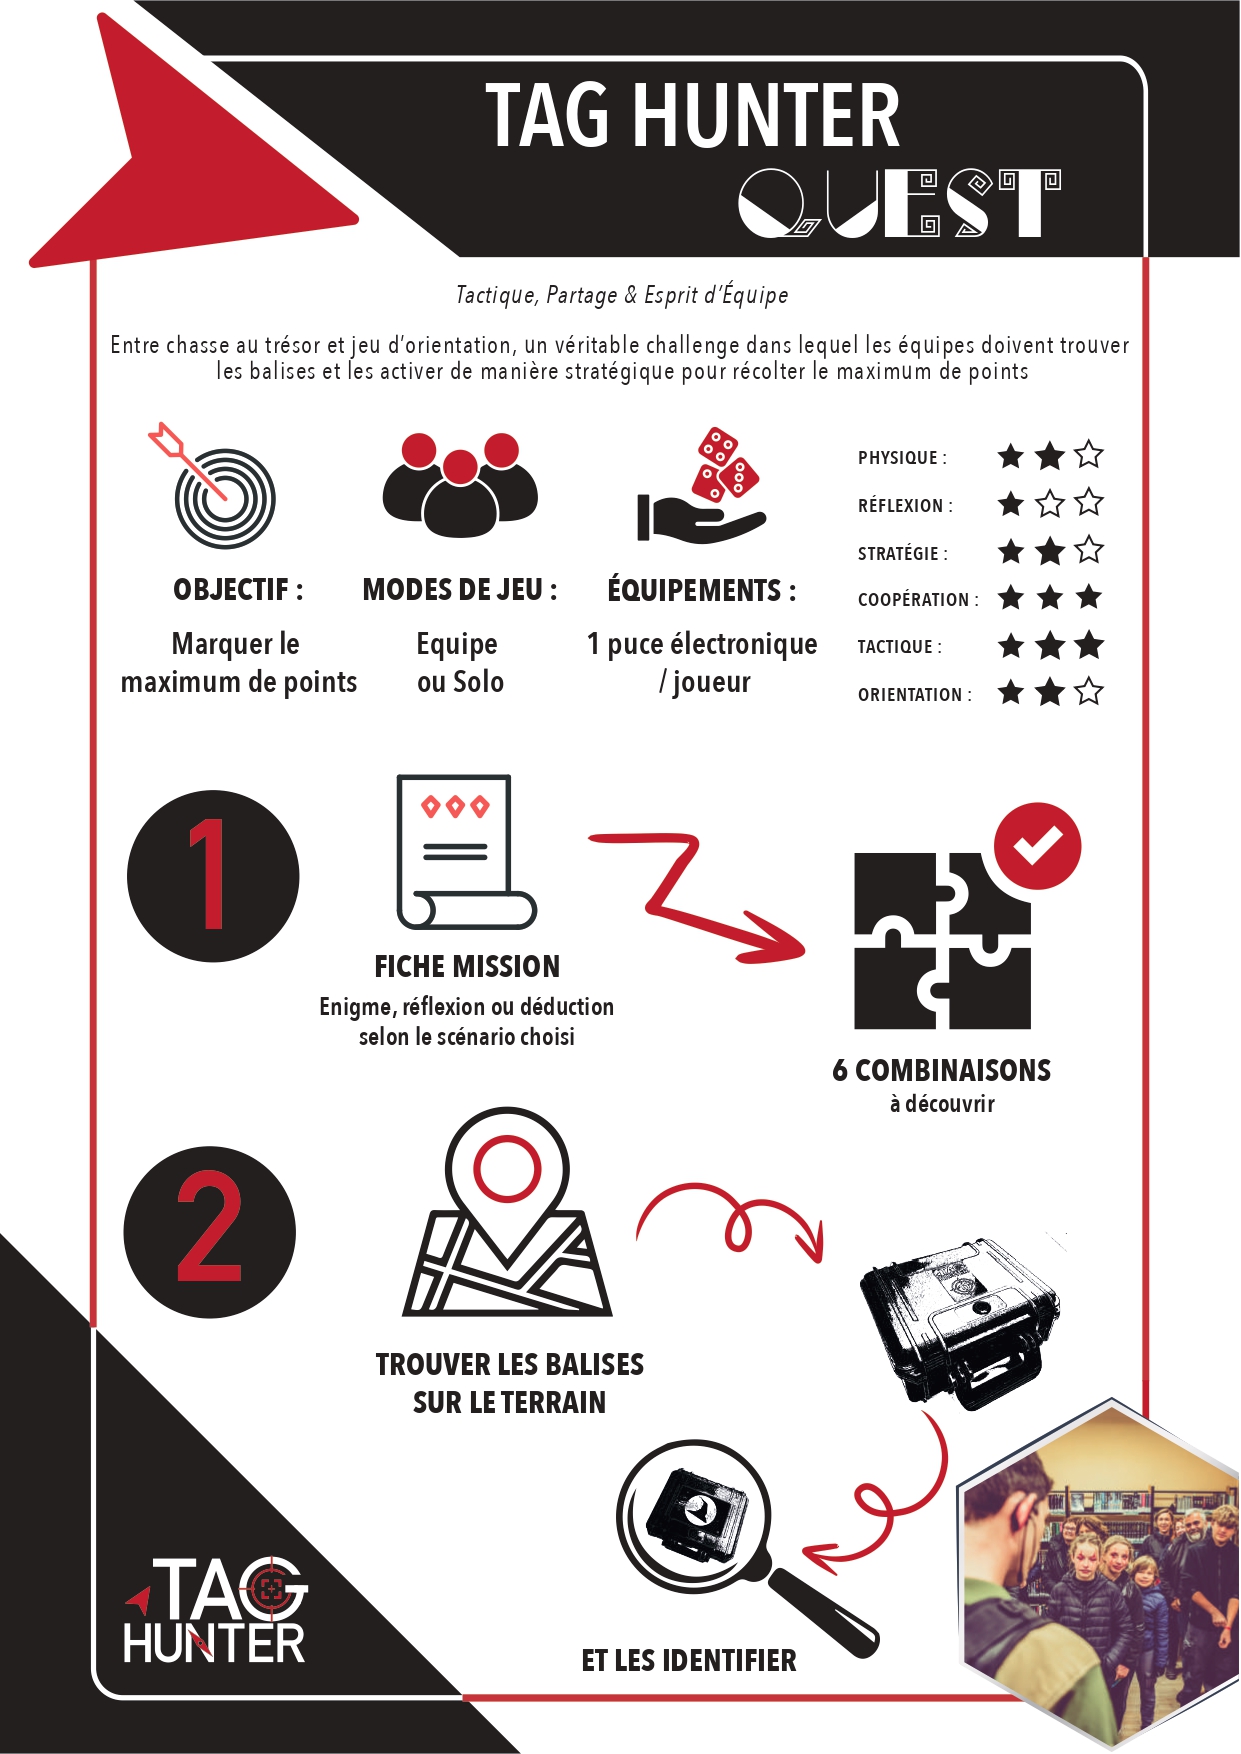 TAG HUNTER
QUEST
Tactique, Partage & Esprit d'Équipe
Entre chasse au trésor et jeu d'orientation, un véritable challenge dans lequel les équipes doivent trouver
les balises et les activer de manière stratégique pour récolter le maximum de points
OBJECTIF :
Marquer le
maximum de points
MODES DE JEU :
Equipe
ou Solo
ÉQUIPEMENTS :
1 puce électronique
/ joueur
PHYSIQUE :
RÉFLEXION :
STRATÉGIE :
COOPÉRATION :
TACTIQUE :
ORIENTATION :
1
FICHE MISSION
Enigme, réflexion ou déduction
selon le scénario choisi
6 COMBINAISONS
à découvrir
2
TROUVER LES BALISES
SUR LE TERRAIN
ET LES IDENTIFIER
TAG
HUNTER